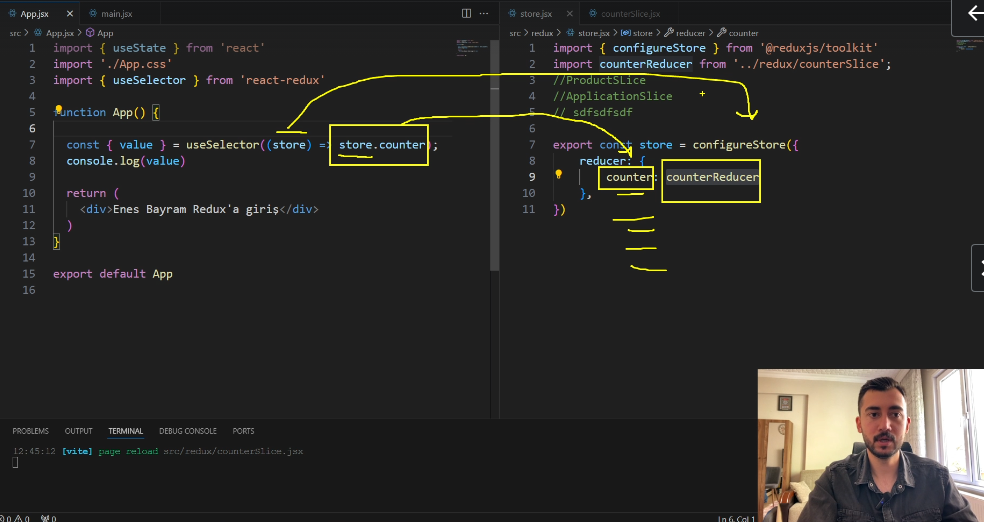 App.jsx
main.jsx
src > App.jsx > App
1 import { useState } from 'react'
2 import './App.css'
3 import { useSelector } from 'react-redux'
4
5 function App() {
6
7 const { value } = useSelector((store) => store.counter);
8 console.log(value)
9
10 return (
11 <div>Enes Bayram Redux'a giriş</div>
12 )
13 }
14
15 export default App
16
store.jsx
counterSlice.jsx
src > redux > store.jsx > store > reducer > counter
1 import { configureStore } from '@reduxjs/toolkit'
2 import counterReducer from '../redux/counterSlice';
3 //ProductSLice
4 //ApplicationSlice
5 // sdfsdfsdf
6
7 export const store = configureStore({
8 reducer: {
9 counter: counterReducer
10 },
11 })
PROBLEMS OUTPUT TERMINAL DEBUG CONSOLE PORTS
12:45:12 [vite] page reload src/redux/counterSlice.jsx
0 0 0
Ln 6, Col 1